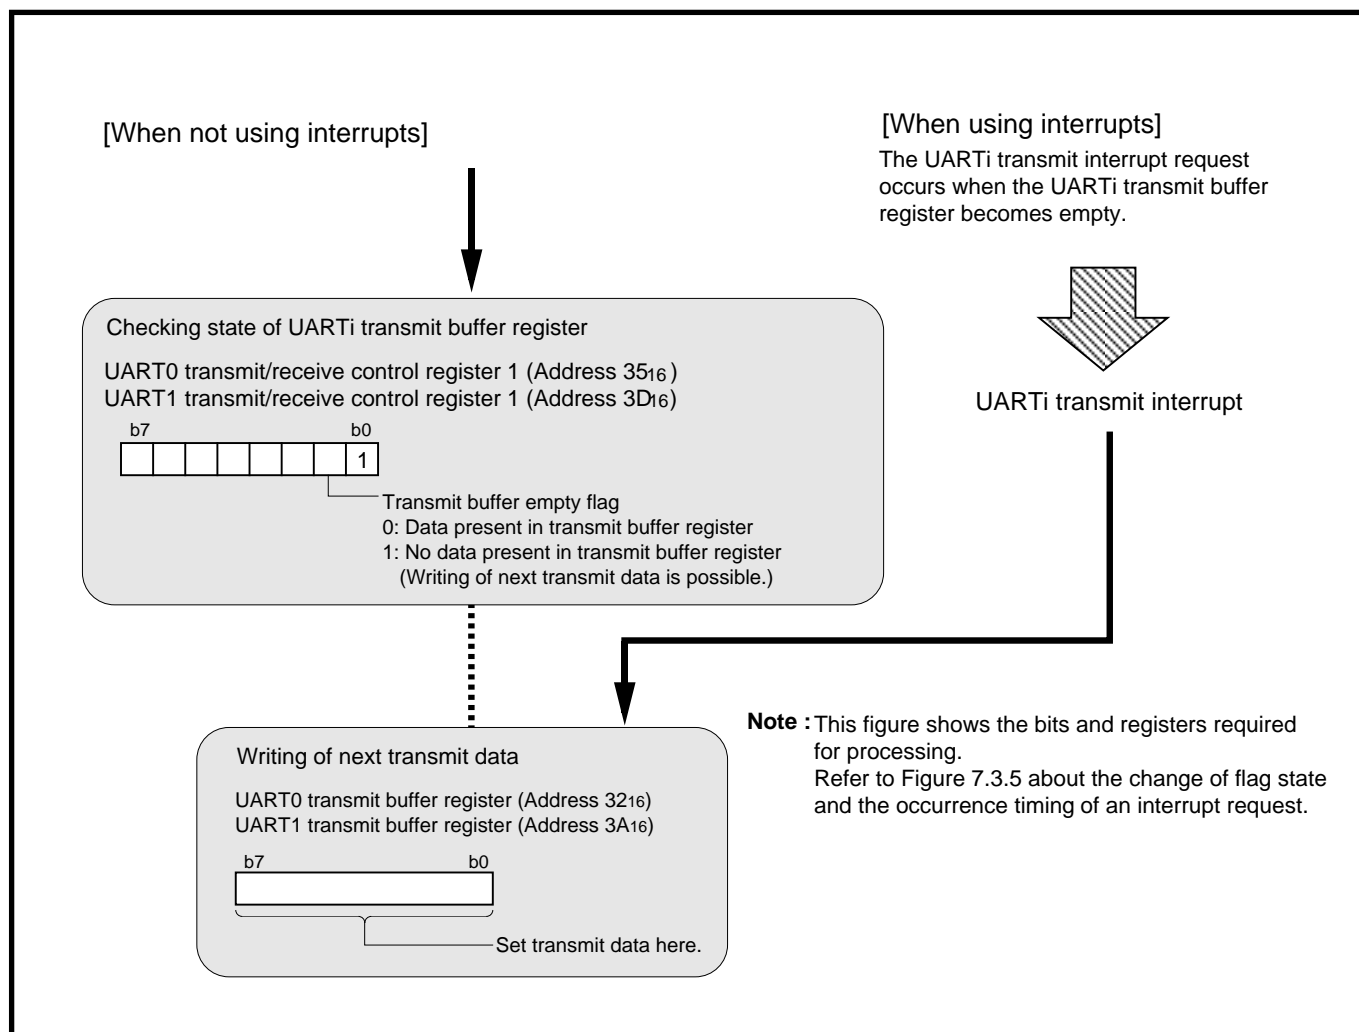 [When not using interrupts]
[When using interrupts]
The UARTi transmit interrupt request
occurs when the UARTi transmit buffer
register becomes empty.
Checking state of UARTi transmit buffer register
UART0 transmit/receive control register 1 (Address 35₁₆)
UART1 transmit/receive control register 1 (Address 3D₁₆)
b7 b0
1
Transmit buffer empty flag
0: Data present in transmit buffer register
1: No data present in transmit buffer register
(Writing of next transmit data is possible.)
UARTi transmit interrupt
Writing of next transmit data
UART0 transmit buffer register (Address 32₁₆)
UART1 transmit buffer register (Address 3A₁₆)
b7 b0
Set transmit data here.
Note : This figure shows the bits and registers required
for processing.
Refer to Figure 7.3.5 about the change of flag state
and the occurrence timing of an interrupt request.